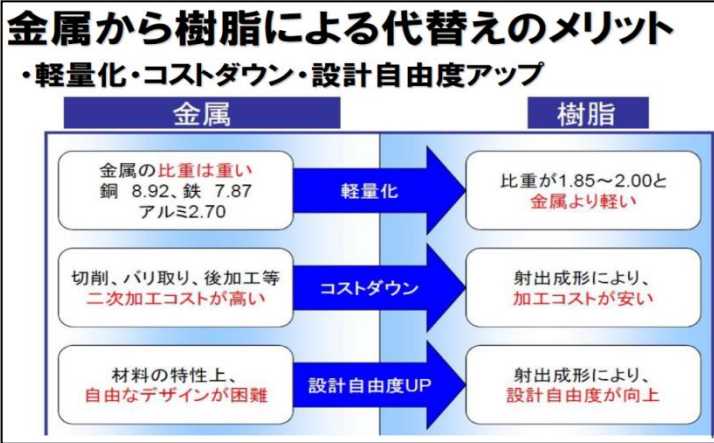 金属から樹脂による代替えのメリット
・軽量化・コストダウン・設計自由度アップ
金属
樹脂
金属の比重は重い
銅 8.92、鉄 7.87
アルミ2.70
軽量化
比重が1.85～2.00と
金属より軽い
切削、バリ取り、後加工等
二次加工コストが高い
コストダウン
射出成形により、
加工コストが安い
材料の特性上、
自由なデザインが困難
設計自由度UP
射出成形により、
設計自由度が向上